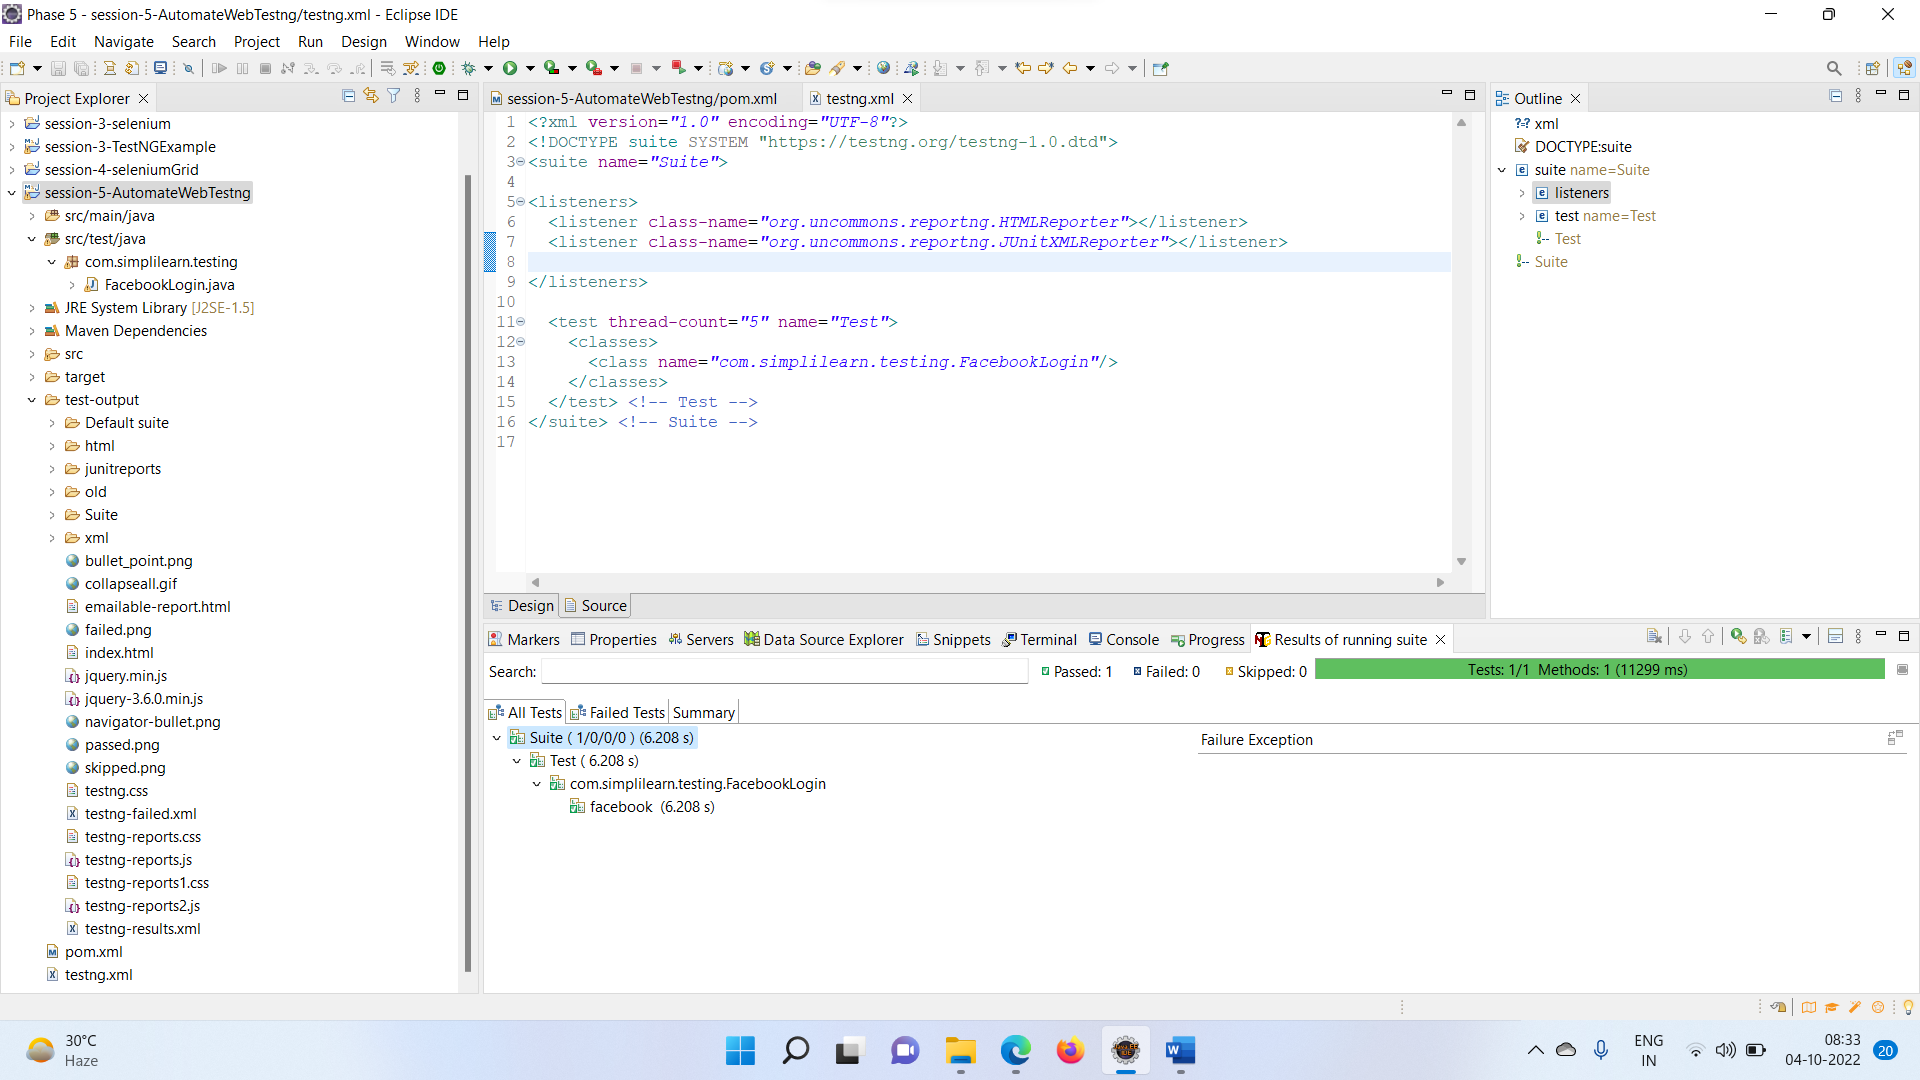 Phase 5 - session-5-AutomateWebTestng/testng.xml - Eclipse IDE
File Edit Navigate Search Project Run Design Window Help
Project Explorer
session-3-selenium
session-3-TestNGExample
session-4-seleniumGrid
session-5-AutomateWebTestng
src/main/java
src/test/java
com.simplilearn.testing
FacebookLogin.java
JRE System Library [J2SE-1.5]
Maven Dependencies
src
target
test-output
Default suite
html
junitreports
old
Suite
xml
bullet_point.png
collapseall.gif
emailable-report.html
failed.png
index.html
jquery.min.js
jquery-3.6.0.min.js
navigator-bullet.png
passed.png
skipped.png
testng.css
testng-failed.xml
testng-reports.css
testng-reports.js
testng-reports1.css
testng-reports2.js
testng-results.xml
pom.xml
testng.xml
session-5-AutomateWebTestng/pom.xml testng.xml
1 <?xml version="1.0" encoding="UTF-8"?>
2 <!DOCTYPE suite SYSTEM "https://testng.org/testng-1.0.dtd">
3 <suite name="Suite">
4
5 <listeners>
6 <listener class-name="org.uncommons.reportng.HTMLReporter"></listener>
7 <listener class-name="org.uncommons.reportng.JUnitXMLReporter"></listener>
8
9 </listeners>
10
11 <test thread-count="5" name="Test">
12 <classes>
13 <class name="com.simplilearn.testing.FacebookLogin"/>
14 </classes>
15 </test> <!-- Test -->
16 </suite> <!-- Suite -->
17
Design Source
Outline
xml
DOCTYPE:suite
suite name=Suite
listeners
test name=Test
Test
Suite
Markers Properties Servers Data Source Explorer Snippets Terminal Console Progress Results of running suite
Search: Passed: 1 Failed: 0 Skipped: 0 Tests: 1/1 Methods: 1 (11299 ms)
All Tests Failed Tests Summary
Suite ( 1/0/0/0 ) (6.208 s)
Test ( 6.208 s)
com.simplilearn.testing.FacebookLogin
facebook (6.208 s)
Failure Exception
30°C
Haze
ENG
IN
08:33
04-10-2022
20